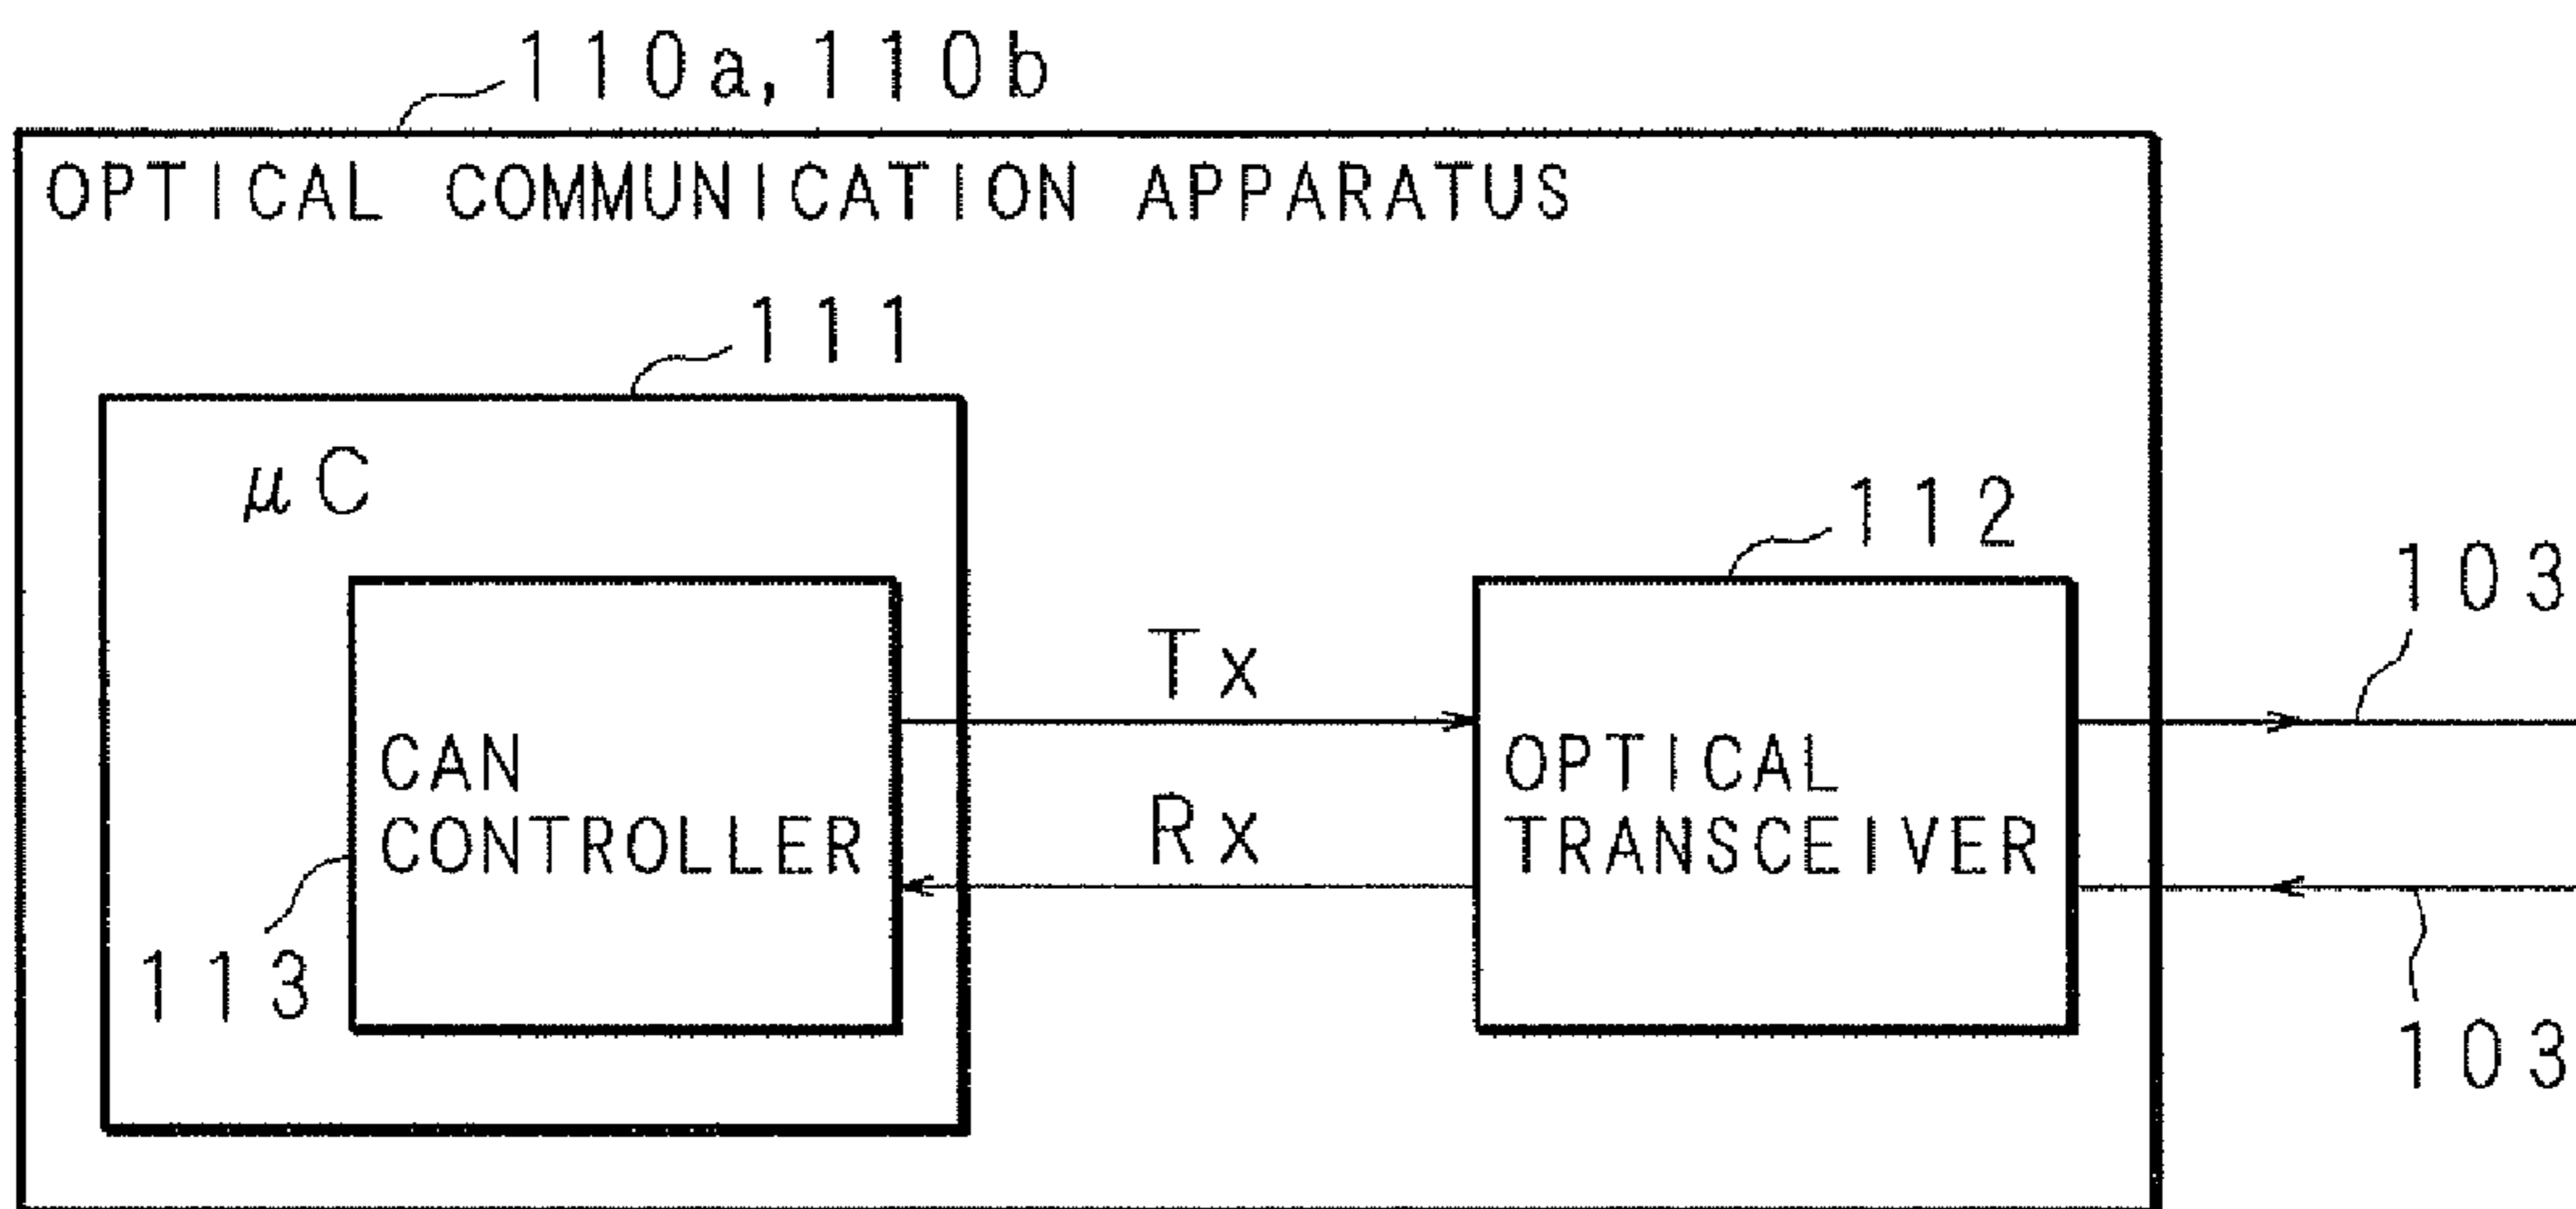 110a, 110b
OPTICAL COMMUNICATION APPARATUS
111
μC
112
103
Tx
CAN
CONTROLLER
OPTICAL
TRANSCEIVER
Rx
113
103